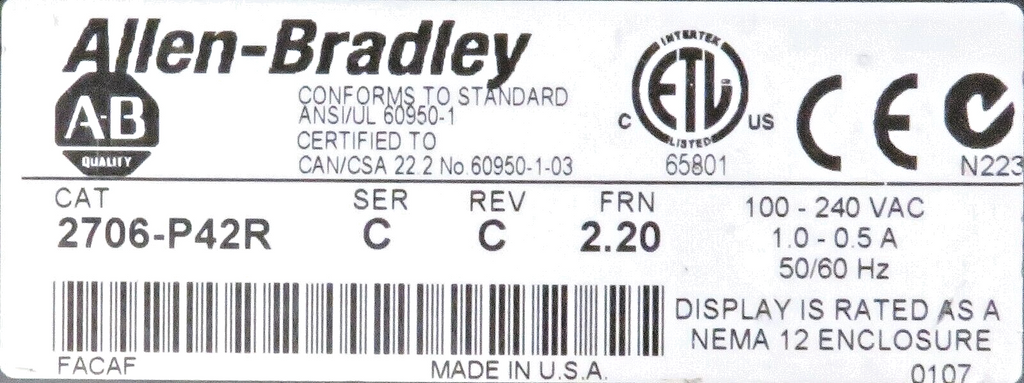 Allen-Bradley
A-B
QUALITY
CONFORMS TO STANDARD
ANSI/UL 60950-1
CERTIFIED TO
CAN/CSA 22.2 No.60950-1-03
INTERTEK
ETL
LISTED
C US
65801
CE
N223
CAT SER REV FRN
2706-P42R C C 2.20
100 - 240 VAC
1.0 - 0.5 A
50/60 Hz
DISPLAY IS RATED AS A
NEMA 12 ENCLOSURE
FACAF
MADE IN U.S.A.
0107